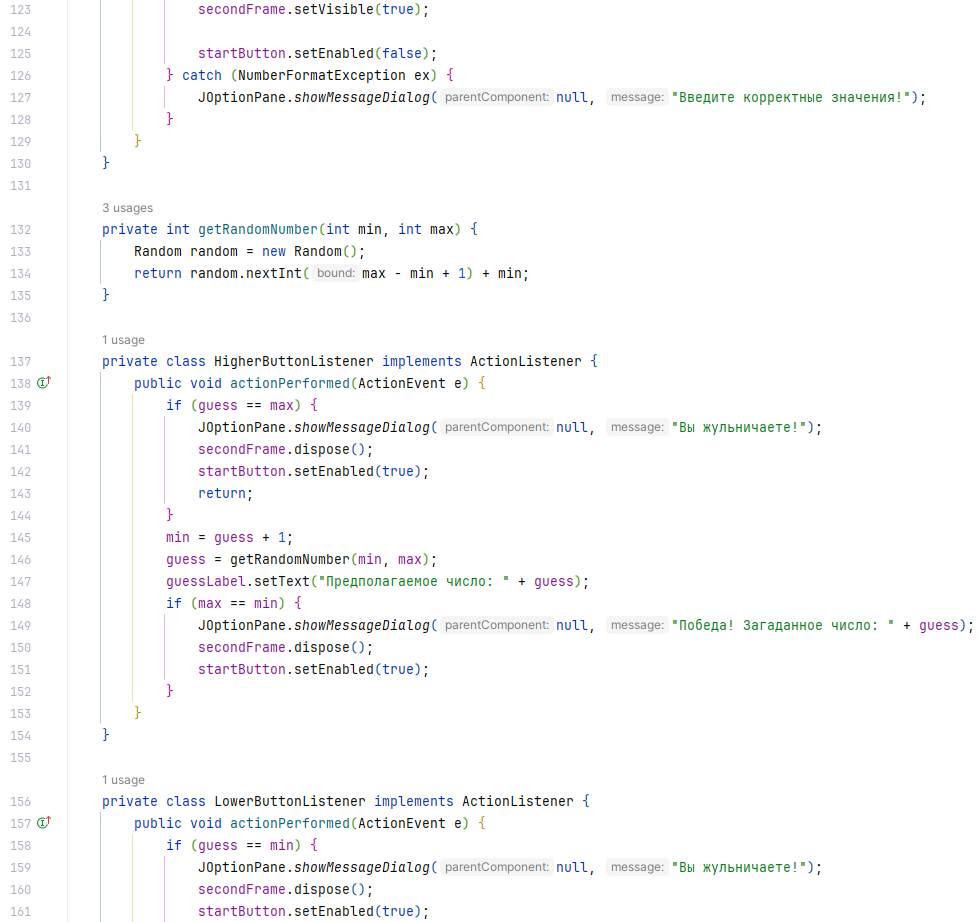 123 secondFrame.setVisible(true);
124
125 startButton.setEnabled(false);
126 } catch (NumberFormatException ex) {
127 JOptionPane.showMessageDialog( parentComponent: null, message: "Введите корректные значения!");
128 }
129 }
130 }
131
3 usages
132 private int getRandomNumber(int min, int max) {
133 Random random = new Random();
134 return random.nextInt( bound: max - min + 1) + min;
135 }
136
1 usage
137 private class HigherButtonListener implements ActionListener {
138 public void actionPerformed(ActionEvent e) {
139 if (guess == max) {
140 JOptionPane.showMessageDialog( parentComponent: null, message: "Вы жульничаете!");
141 secondFrame.dispose();
142 startButton.setEnabled(true);
143 return;
144 }
145 min = guess + 1;
146 guess = getRandomNumber(min, max);
147 guessLabel.setText("Предполагаемое число: " + guess);
148 if (max == min) {
149 JOptionPane.showMessageDialog( parentComponent: null, message: "Победа! Загаданное число: " + guess);
150 secondFrame.dispose();
151 startButton.setEnabled(true);
152 }
153 }
154 }
155
1 usage
156 private class LowerButtonListener implements ActionListener {
157 public void actionPerformed(ActionEvent e) {
158 if (guess == min) {
159 JOptionPane.showMessageDialog( parentComponent: null, message: "Вы жульничаете!");
160 secondFrame.dispose();
161 startButton.setEnabled(true);